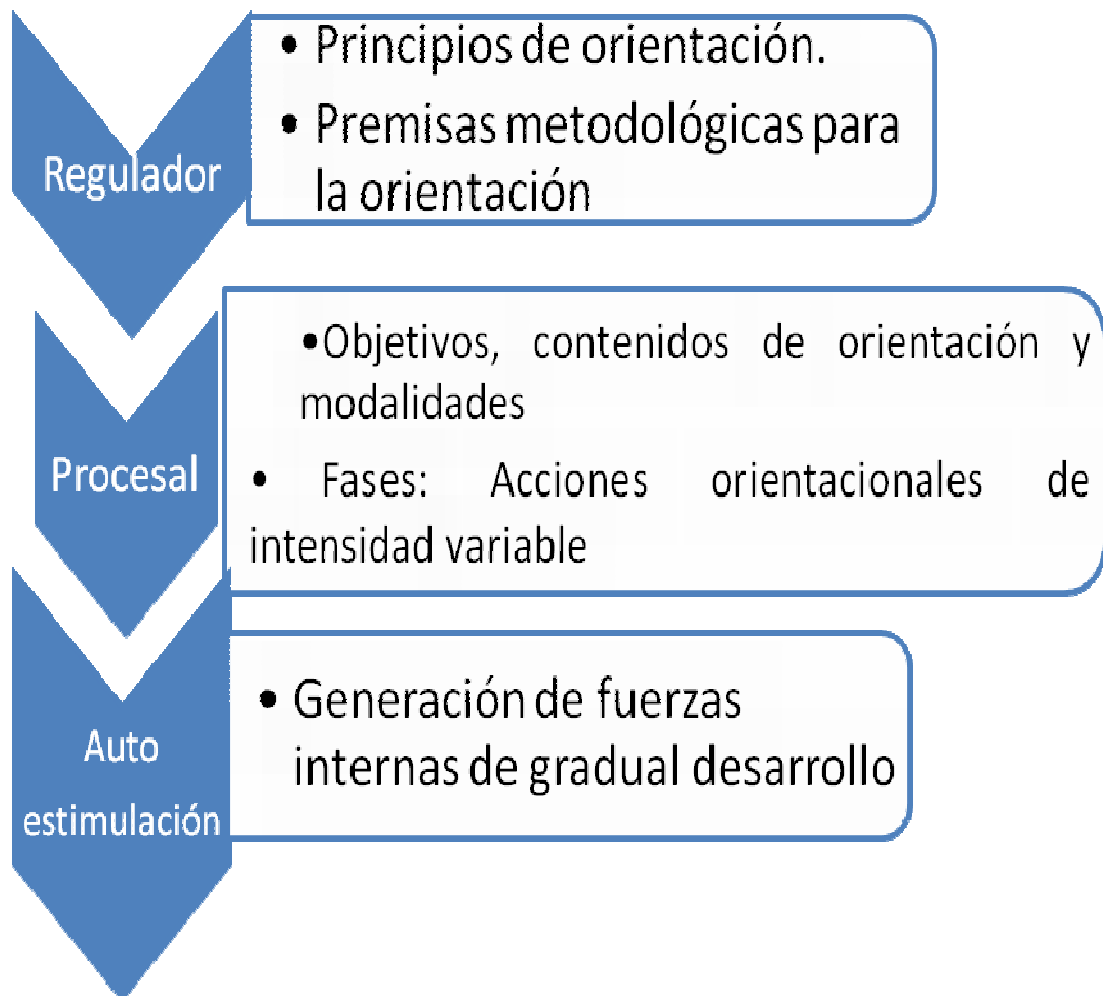 Regulador
• Principios de orientación.
• Premisas metodológicas para
la orientación
Procesal
•Objetivos, contenidos de orientación y
modalidades
• Fases: Acciones orientacionales de
intensidad variable
Auto
estimulación
• Generación de fuerzas
internas de gradual desarrollo